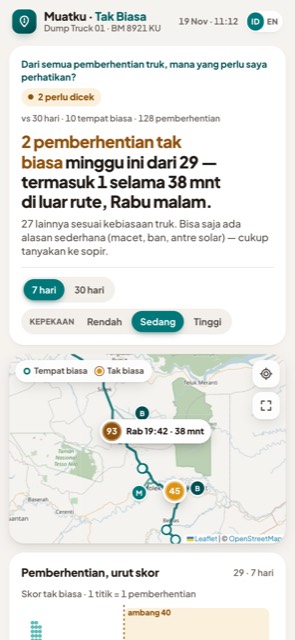 Muatku · Tak Biasa
Dump Truck 01 · BM 8921 KU
19 Nov · 11:12
ID EN
Dari semua pemberhentian truk, mana yang perlu saya
perhatikan?
2 perlu dicek
vs 30 hari · 10 tempat biasa · 128 pemberhentian
2 pemberhentian tak
biasa minggu ini dari 29 —
termasuk 1 selama 38 mnt
di luar rute, Rabu malam.
27 lainnya sesuai kebiasaan truk. Bisa saja ada
alasan sederhana (macet, ban, antre solar) — cukup
tanyakan ke sopir.
7 hari 30 hari
KEPEKAAN Rendah Sedang Tinggi
Tempat biasa Tak biasa
Teluk Meranti
B
93 Rab 19:42 · 38 mnt
Taman
Nasional
M 45 B
Baserah
Cerenti
uantan
Leaflet | © OpenStreetMap
Pemberhentian, urut skor
29 · 7 hari
Skor tak biasa · 1 titik = 1 pemberhentian
ambang 40